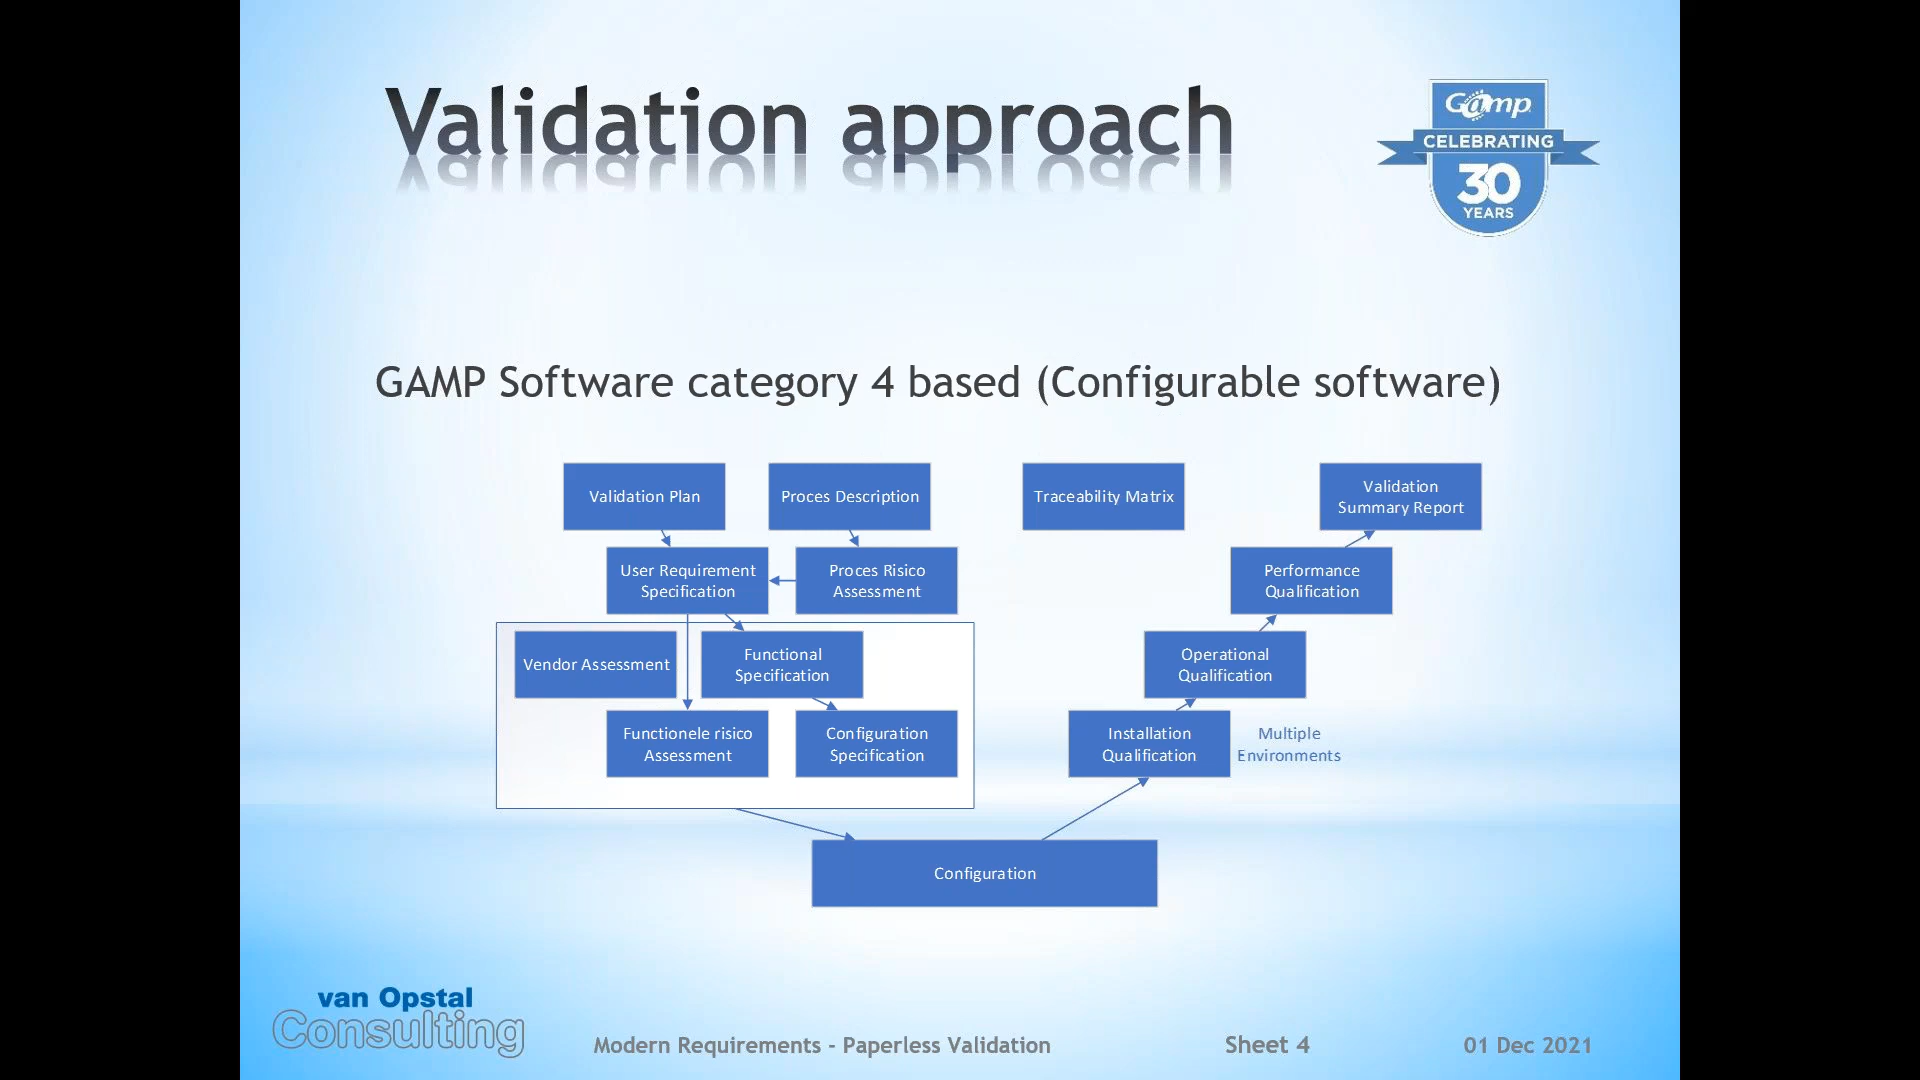 Validation approach
Gamp
CELEBRATING
30
YEARS
GAMP Software category 4 based (Configurable software)
Validation Plan
Proces Description
Traceability Matrix
Validation
Summary Report
User Requirement
Specification
Proces Risico
Assessment
Performance
Qualification
Vendor Assessment
Functional
Specification
Operational
Qualification
Functionele risico
Assessment
Configuration
Specification
Installation
Qualification
Multiple
Environments
Configuration
van Opstal
Consulting
Modern Requirements - Paperless Validation
Sheet 4
01 Dec 2021